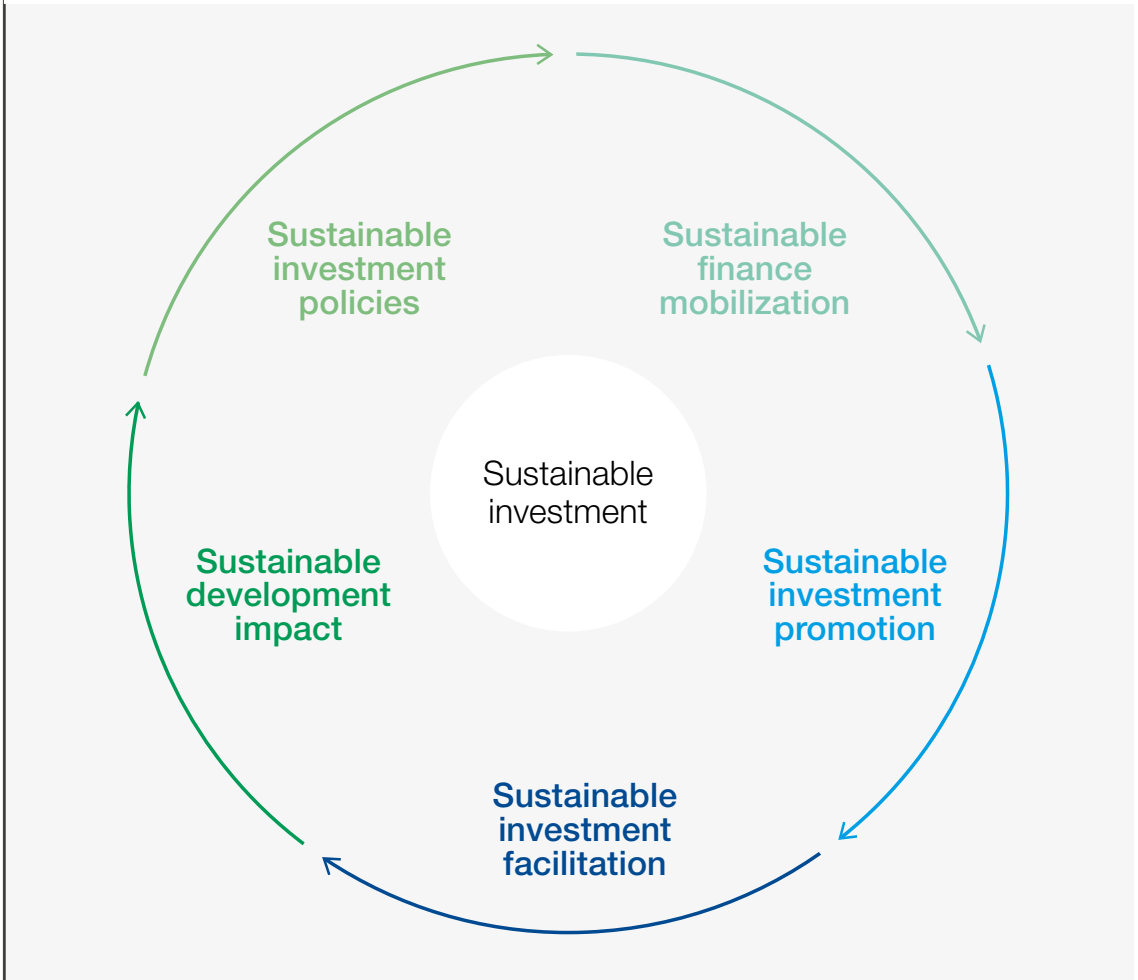 Sustainable
investment
policies
Sustainable
finance
mobilization
Sustainable
investment
Sustainable
development
impact
Sustainable
investment
promotion
Sustainable
investment
facilitation